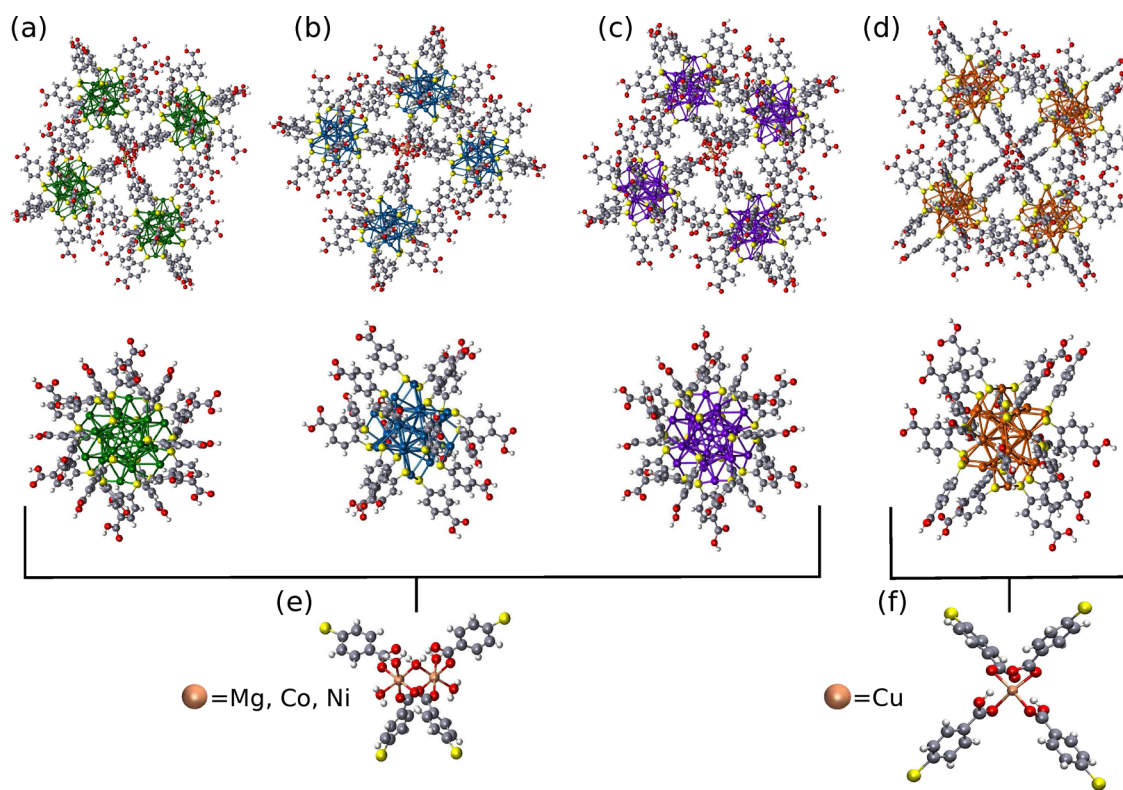 (a)
(b)
(c)
(d)
(e)
(f)
=Mg, Co, Ni
=Cu